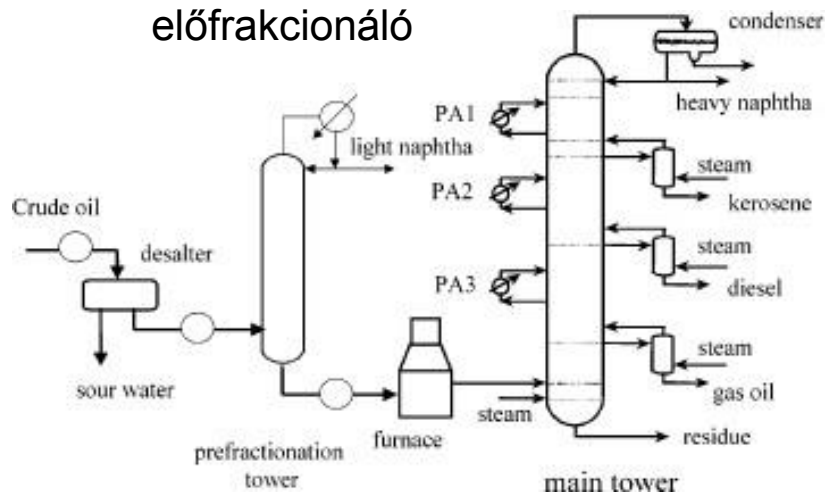 előfrakcionáló
condenser
heavy naphtha
PA1
light naphtha
steam
kerosene
PA2
Crude oil
desalter
steam
diesel
PA3
sour water
steam
gas oil
steam
furnace
residue
prefractionation
tower
main tower